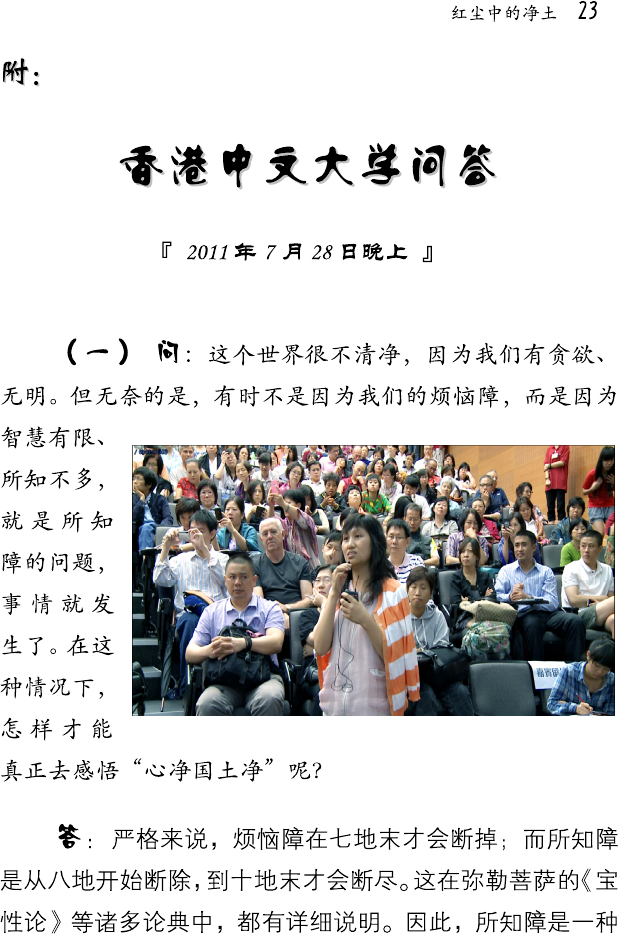 红尘中的净土 23
附：
香港中文大学问答
『 2011年 7 月 28 日晚上 』
（一） 问：这个世界很不清净，因为我们有贪欲、
无明。但无奈的是，有时不是因为我们的烦恼障，而是因为
智慧有限、
所知不多，
就是所知
障的问题，
事情就发
生了。在这
种情况下，
怎样才能
真正去感悟“心净国土净”呢？
答：严格来说，烦恼障在七地末才会断掉；而所知障
是从八地开始断除，到十地末才会断尽。这在弥勒菩萨的《宝
性论》等诸多论典中，都有详细说明。因此，所知障是一种